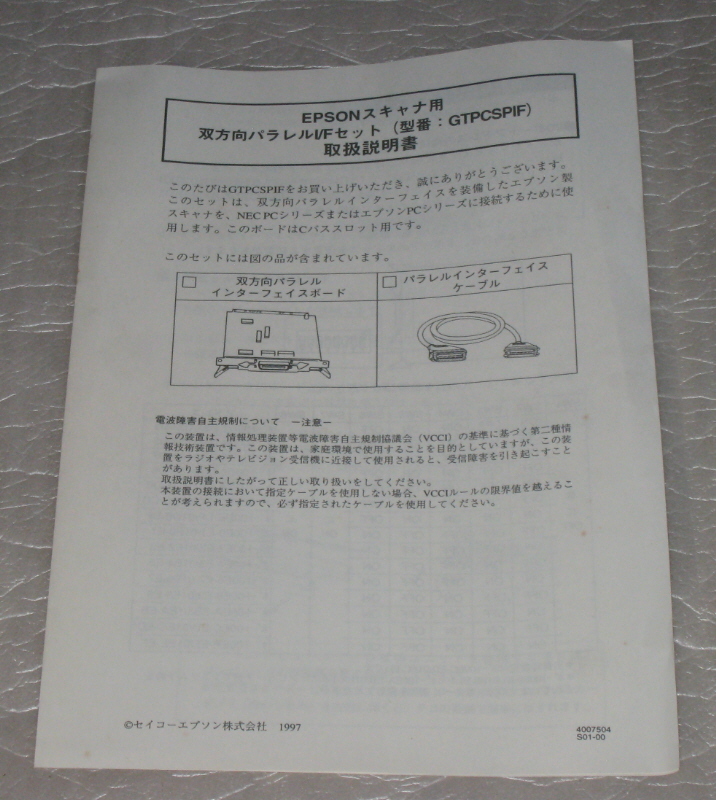 EPSONスキャナ用
双方向パラレルI/Fセット（型番：GTPCSPIF）
取扱説明書
このたびはGTPCSPIFをお買い上げいただき、誠にありがとうございます。
このセットは、双方向パラレルインターフェイスを装備したエプソン製
スキャナを、NEC PCシリーズまたはエプソンPCシリーズに接続するために使
用します。このボードはCバススロット用です。
このセットには図の品が含まれています。
双方向パラレル
インターフェイスボード
パラレルインターフェイス
ケーブル
電波障害自主規制について －注意－
この装置は、情報処理装置等電波障害自主規制協議会（VCCI）の基準に基づく第二種情
報技術装置です。この装置は、家庭環境で使用することを目的としていますが、この装
置をラジオやテレビジョン受信機に近接して使用されると、受信障害を引き起こすこと
があります。
取扱説明書にしたがって正しい取り扱いをしてください。
本装置の接続において指定ケーブルを使用しない場合、VCCIルールの限界値を越えるこ
とが考えられますので、必ず指定されたケーブルを使用してください。
©セイコーエプソン株式会社 1997
4007504
S01-00